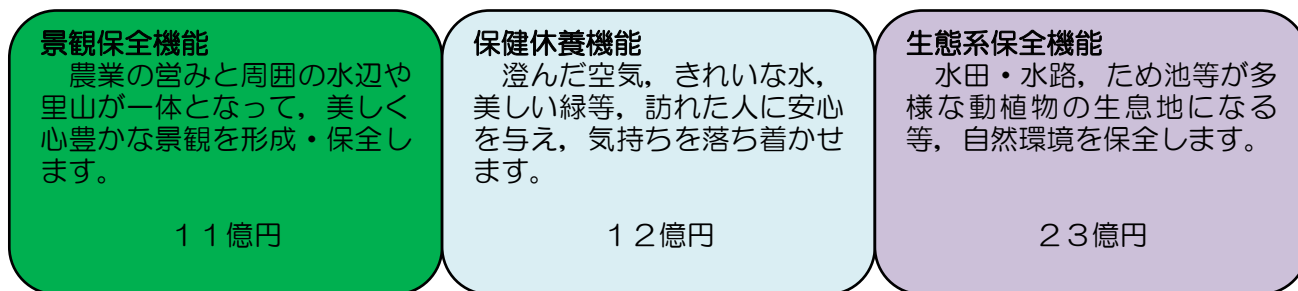 景観保全機能
　農業の営みと周囲の水辺や
里山が一体となって，美しく
心豊かな景観を形成・保全し
ます。
１１億円
保健休養機能
　澄んだ空気，きれいな水，
美しい緑等，訪れた人に安心
を与え，気持ちを落ち着かせ
ます。
１２億円
生態系保全機能
　水田・水路，ため池等が多
様な動植物の生息地になる
等，自然環境を保全します。
２３億円